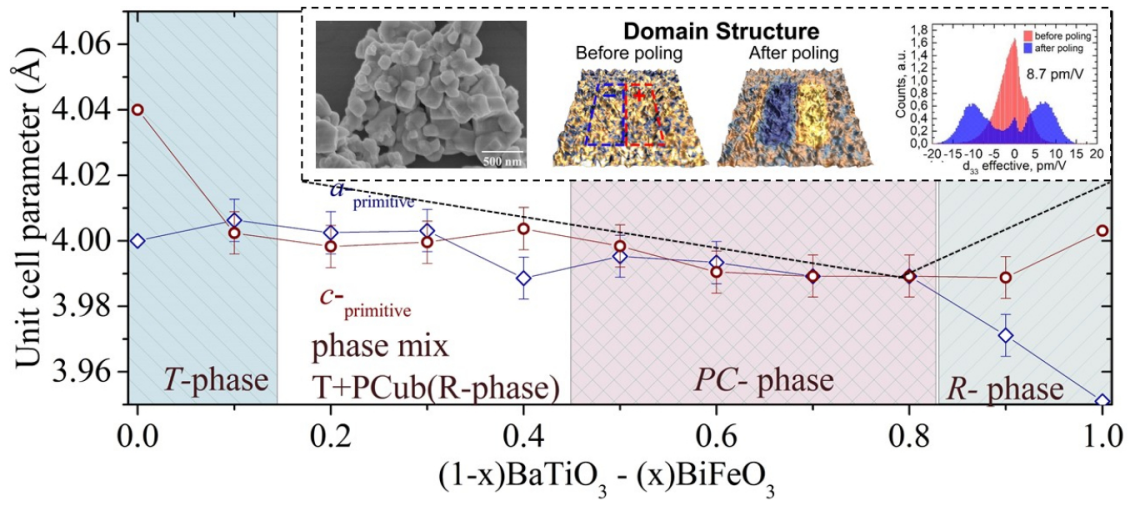 Domain Structure
Before poling
After poling
500 nm
−
+
Counts, a.u.
1,8
1,6
1,4
1,2
1,0
0,8
0,6
0,4
0,2
0,0
before poling
after poling
8.7 pm/V
-20 -15 -10 -5 0 5 10 15 20
d33 effective, pm/V
Unit cell parameter (Å)
4.06
4.04
4.02
4.00
3.98
3.96
a-primitive
c-primitive
phase mix
T-phase
T+PCub(R-phase)
PC- phase
R- phase
0.0 0.2 0.4 0.6 0.8 1.0
(1-x)BaTiO3 - (x)BiFeO3